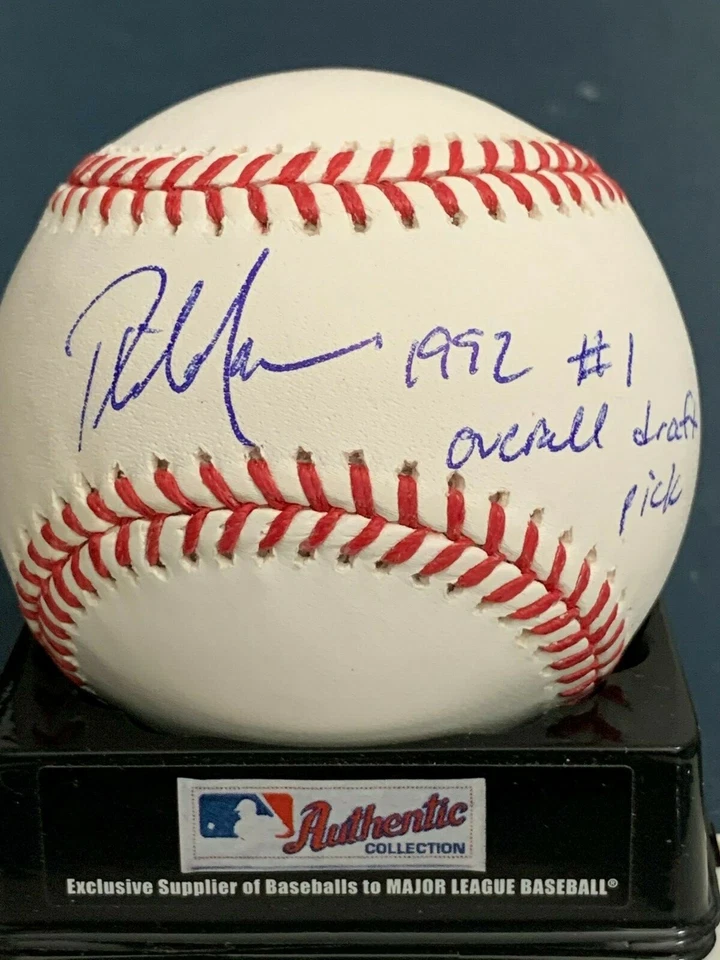 1992 #1
overall draft
pick
Authentic
COLLECTION
Exclusive Supplier of Baseballs to MAJOR LEAGUE BASEBALL®